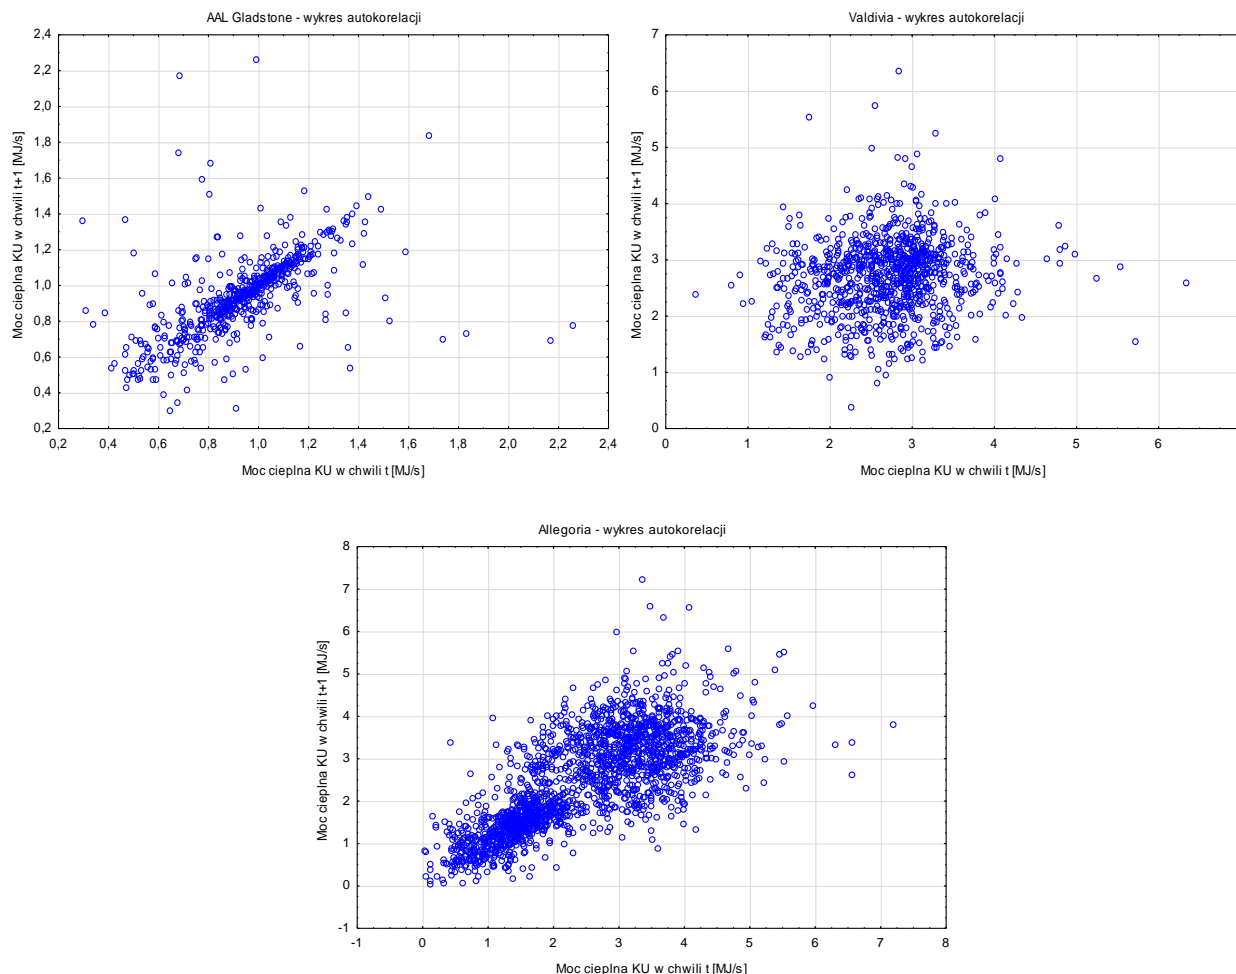 AAL Gladstone - wykres autokorelacji
2,4
2,2
2,0
1,8
1,6
1,4
1,2
1,0
0,8
0,6
0,4
0,2
Moc cieplna KU w chwili t+1 [MJ/s]
0,2 0,4 0,6 0,8 1,0 1,2 1,4 1,6 1,8 2,0 2,2 2,4
Moc cieplna KU w chwili t [MJ/s]
Valdivia - wykres autokorelacji
7
6
5
4
3
2
1
0
Moc cieplna KU w chwili t+1 [MJ/s]
0 1 2 3 4 5 6
Moc cieplna KU w chwili t [MJ/s]
Allegoria - wykres autokorelacji
8
7
6
5
4
3
2
1
0
-1
Moc cieplna KU w chwili t+1 [MJ/s]
-1 0 1 2 3 4 5 6 7 8
Moc cieplna KU w chwili t [MJ/s]